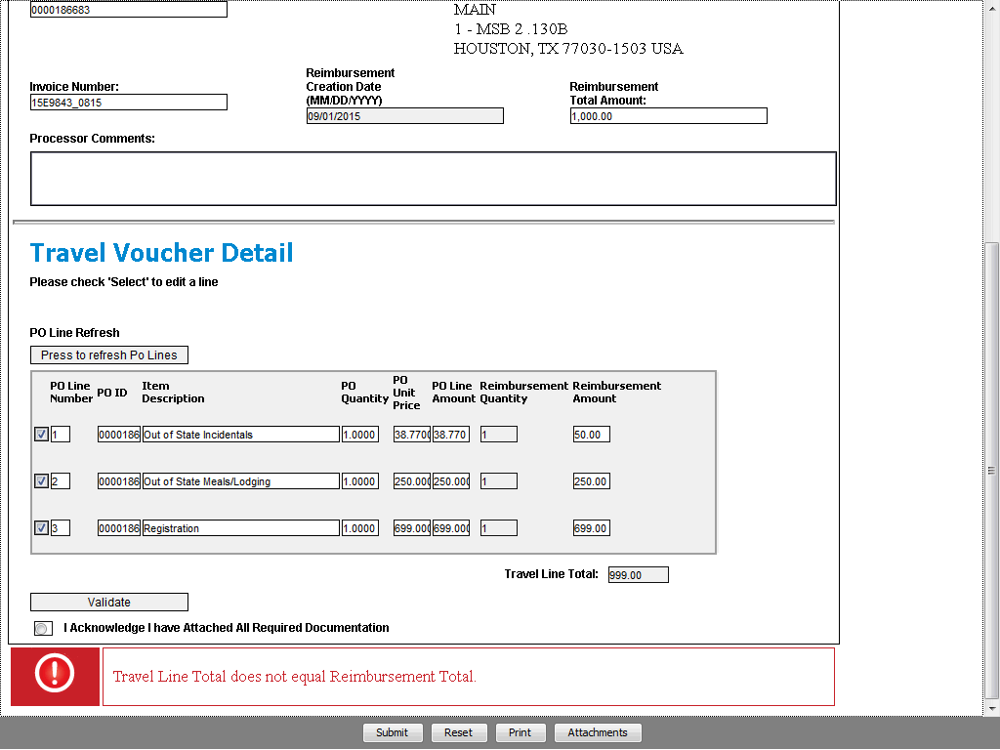 0000186683
MAIN
1 - MSB 2 .130B
HOUSTON, TX 77030-1503 USA
Invoice Number:
15E9843_0815
Reimbursement
Creation Date
(MM/DD/YYYY)
09/01/2015
Reimbursement
Total Amount:
1,000.00
Processor Comments:
Travel Voucher Detail
Please check 'Select' to edit a line
PO Line Refresh
Press to refresh Po Lines
PO Line Number PO ID Item Description PO Quantity PO Unit Price PO Line Amount Reimbursement Quantity Reimbursement Amount
1 0000186 Out of State Incidentals 1.0000 38.770 38.770 1 50.00
2 0000186 Out of State Meals/Lodging 1.0000 250.000 250.000 1 250.00
3 0000186 Registration 1.0000 699.000 699.000 1 699.00
Travel Line Total: 999.00
Validate
I Acknowledge I have Attached All Required Documentation
Travel Line Total does not equal Reimbursement Total.
Submit Reset Print Attachments